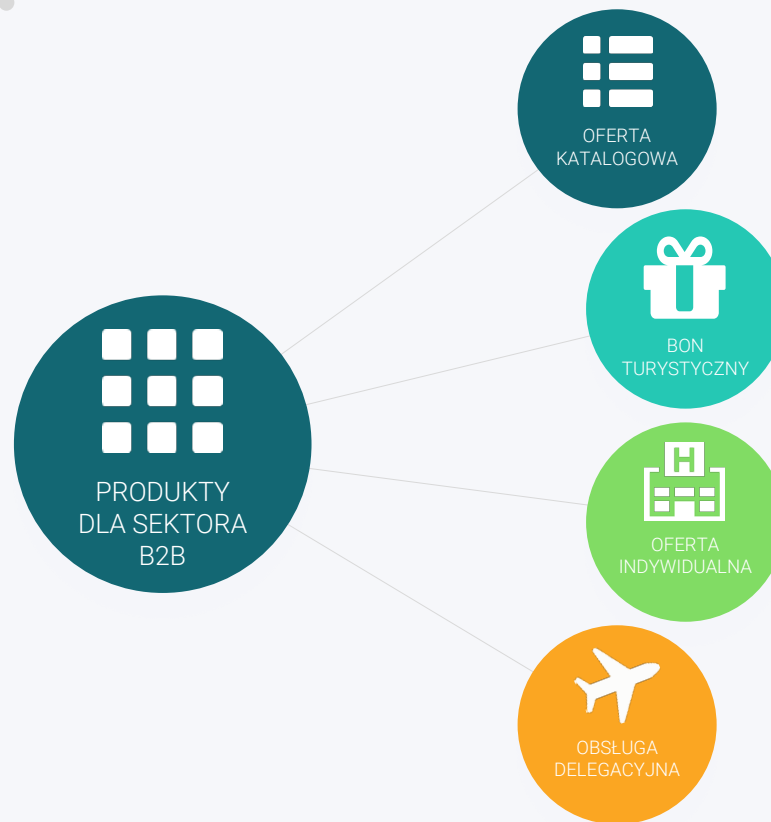 OFERTA
KATALOGOWA
BON
TURYSTYCZNY
PRODUKTY
DLA SEKTORA
B2B
H
OFERTA
INDYWIDUALNA
OBSŁUGA
DELEGACYJNA